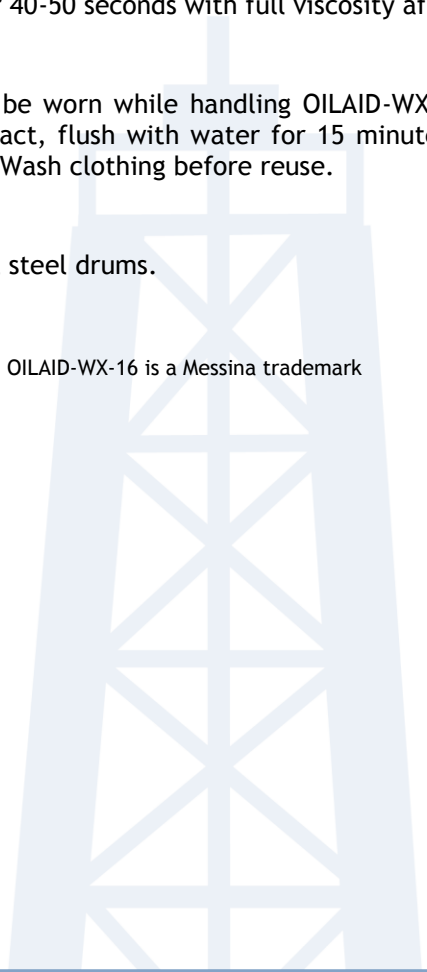 40-50 seconds with full viscosity af
be worn while handling OILAID-WX
act, flush with water for 15 minut
Wash clothing before reuse.
steel drums.
OILAID-WX-16 is a Messina trademark